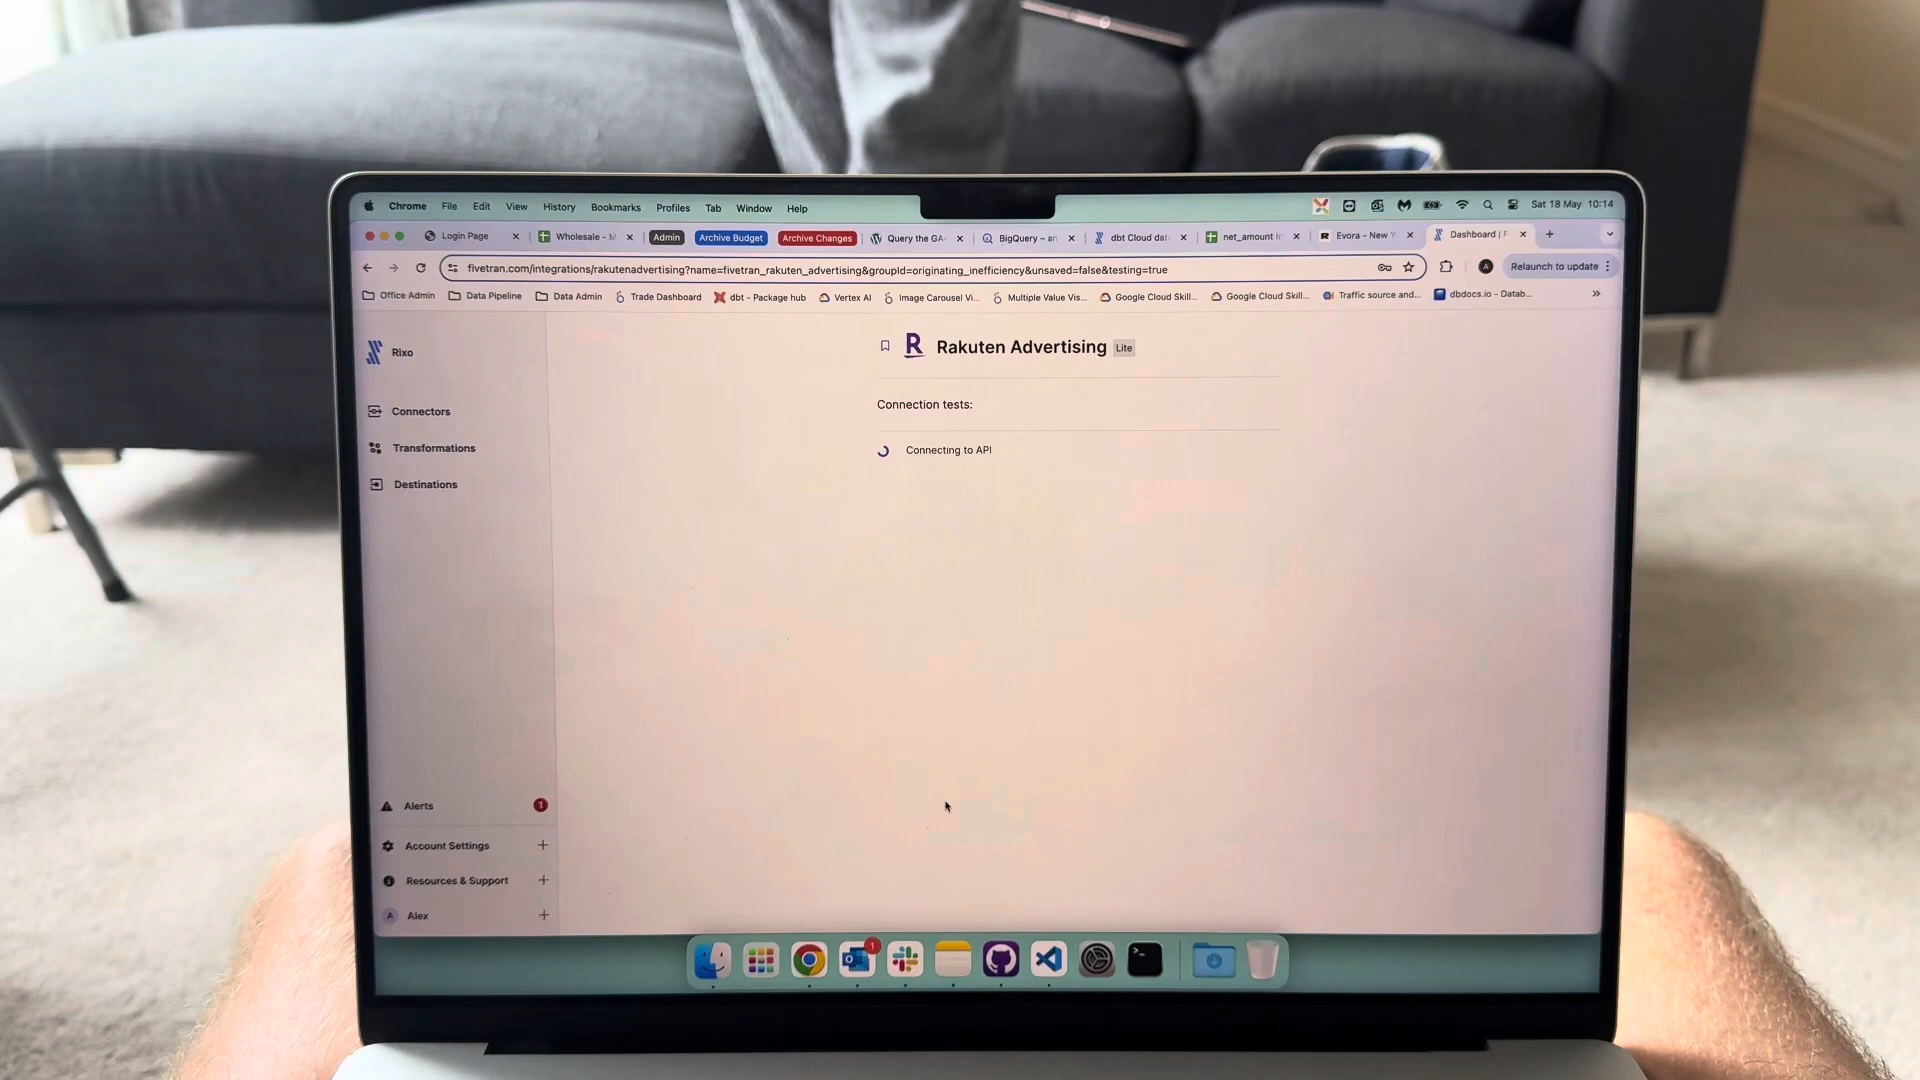 Chrome File Edit View History Bookmarks Profiles Tab Window Help Sat 18 May 10:14
Login Page Wholesale - M Admin Archive Budget Archive Changes Query the GA BigQuery – an dbt Cloud dat net_amount In Evora - New Y Dashboard | F
fivetran.com/integrations/rakutenadvertising?name=fivetran_rakuten_advertising&groupId=originating_inefficiency&unsaved=false&testing=true A Relaunch to update
Office Admin Data Pipeline Data Admin Trade Dashboard dbt - Package hub Vertex AI Image Carousel Vi... Multiple Value Vis... Google Cloud Skill... Google Cloud Skill... Traffic source and... dbdocs.io - Datab...
Rixo
R Rakuten Advertising Lite
Connection tests:
Connecting to API
Connectors
Transformations
Destinations
Alerts 1
Account Settings
Resources & Support
A Alex
1